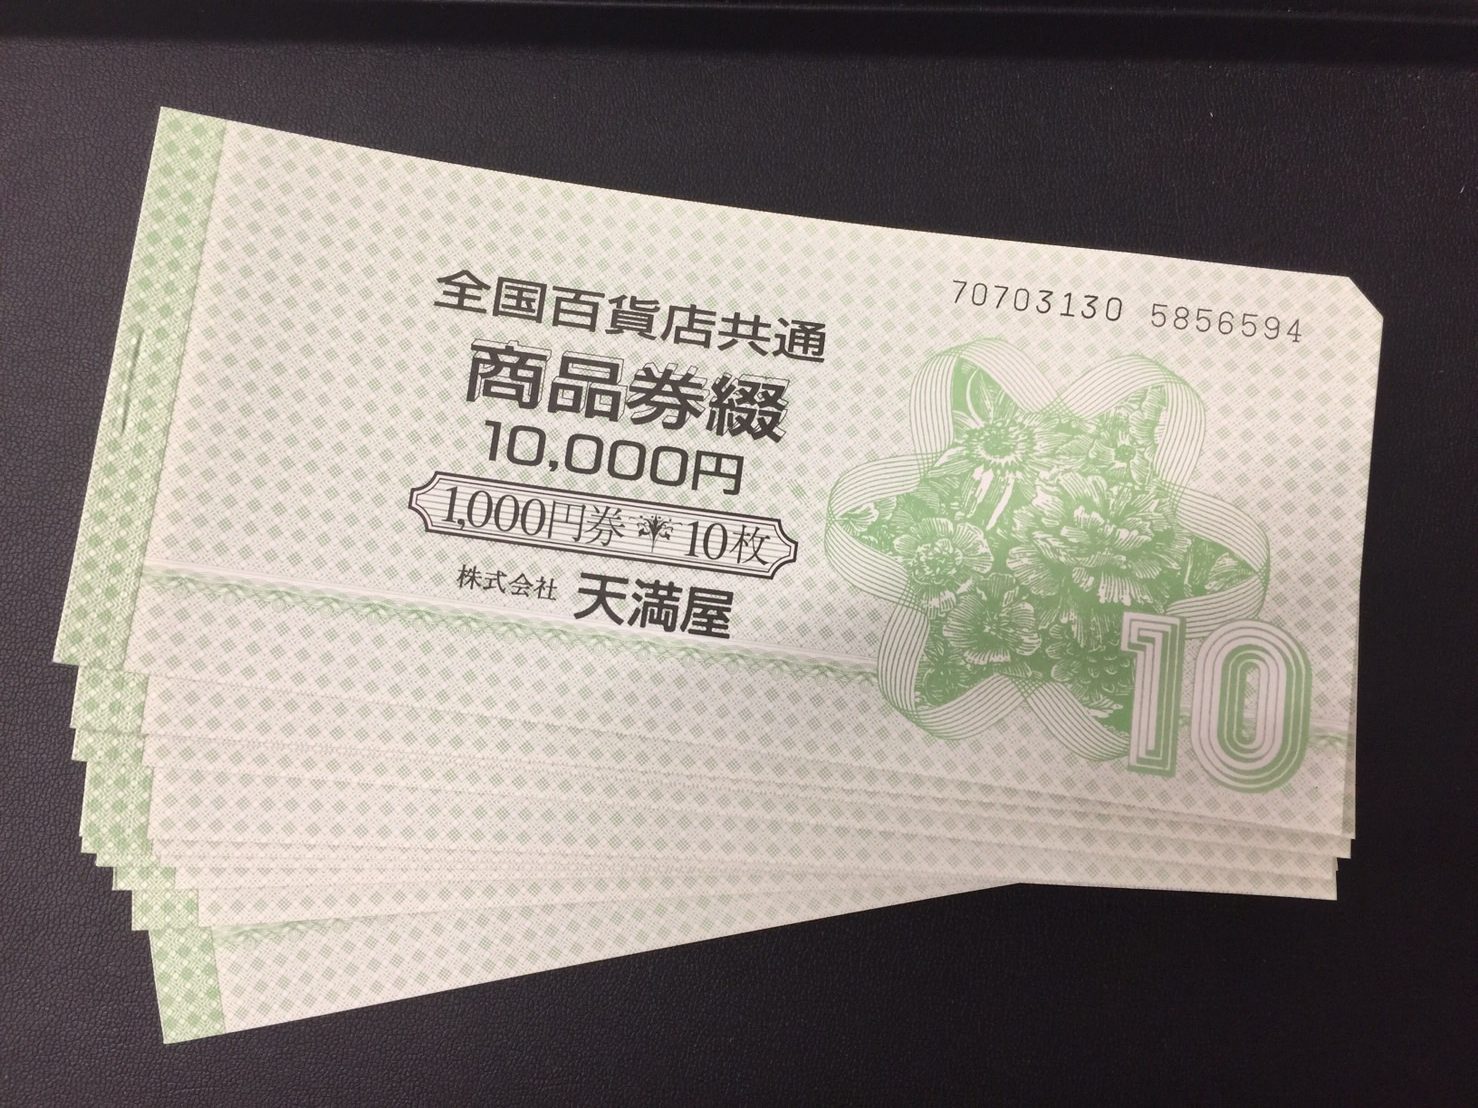 70703130 5856594
全国百貨店共通
商品券綴
10,000円
1,000円券 10枚
株式会社 天満屋
10